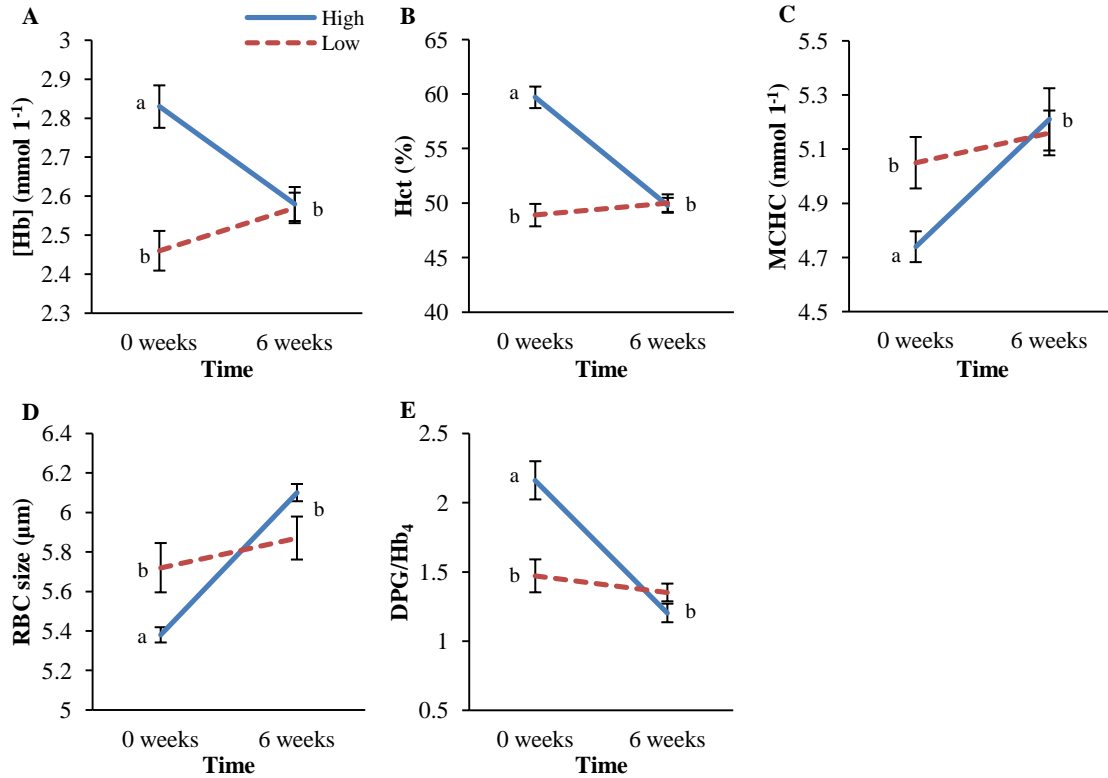 A
High
Low
[Hb] (mmol 1-1)
3
2.9
2.8
2.7
2.6
2.5
2.4
2.3
a
b
b
0 weeks 6 weeks
Time
B
Hct (%)
65
60
55
50
45
40
a
b
b
0 weeks 6 weeks
Time
C
MCHC (mmol 1-1)
5.5
5.3
5.1
4.9
4.7
4.5
b
a
b
0 weeks 6 weeks
Time
D
RBC size (µm)
6.4
6.2
6
5.8
5.6
5.4
5.2
5
b
a
b
0 weeks 6 weeks
Time
E
DPG/Hb4
2.5
2
1.5
1
0.5
a
b
b
0 weeks 6 weeks
Time